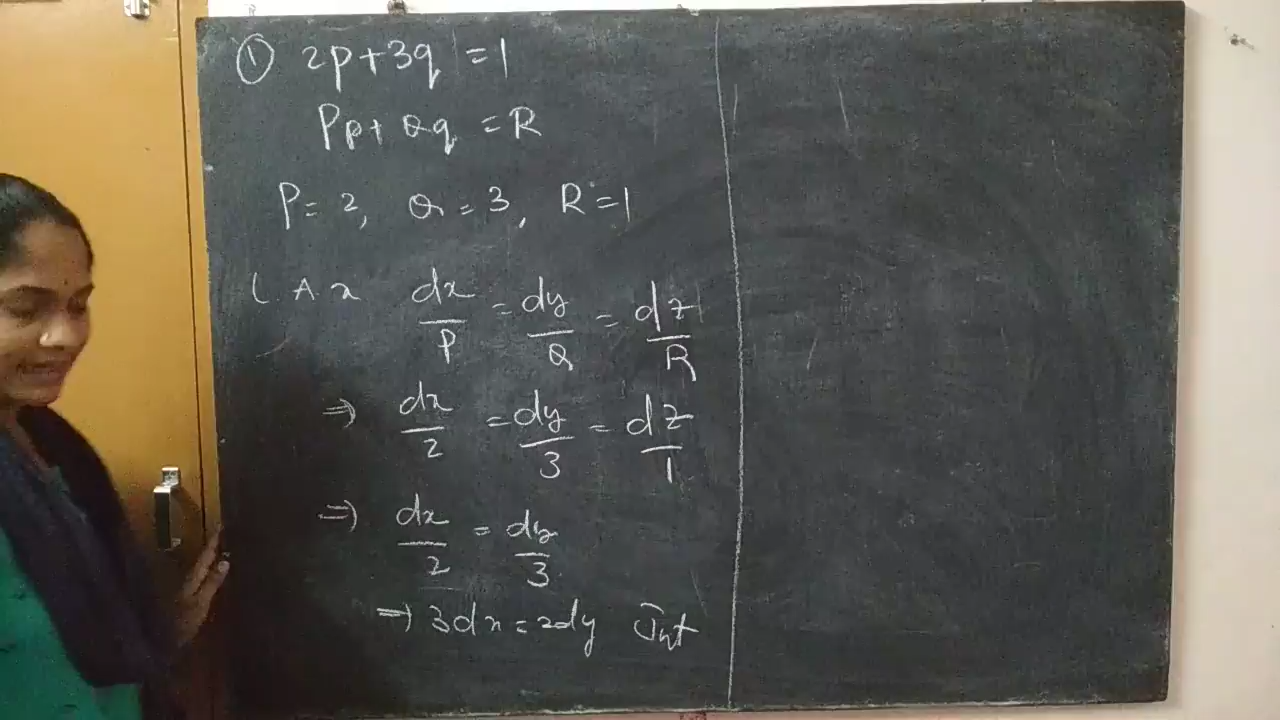 ① 2p+3q = 1
Pp+Qq = R
P= 2, Q = 3, R = 1
L.A.x dx/P = dy/Q = dz/R
⇒ dx/2 = dy/3 = dz/1
⇒ dx/2 = dy/3
⇒ 3dx = 2dy Int